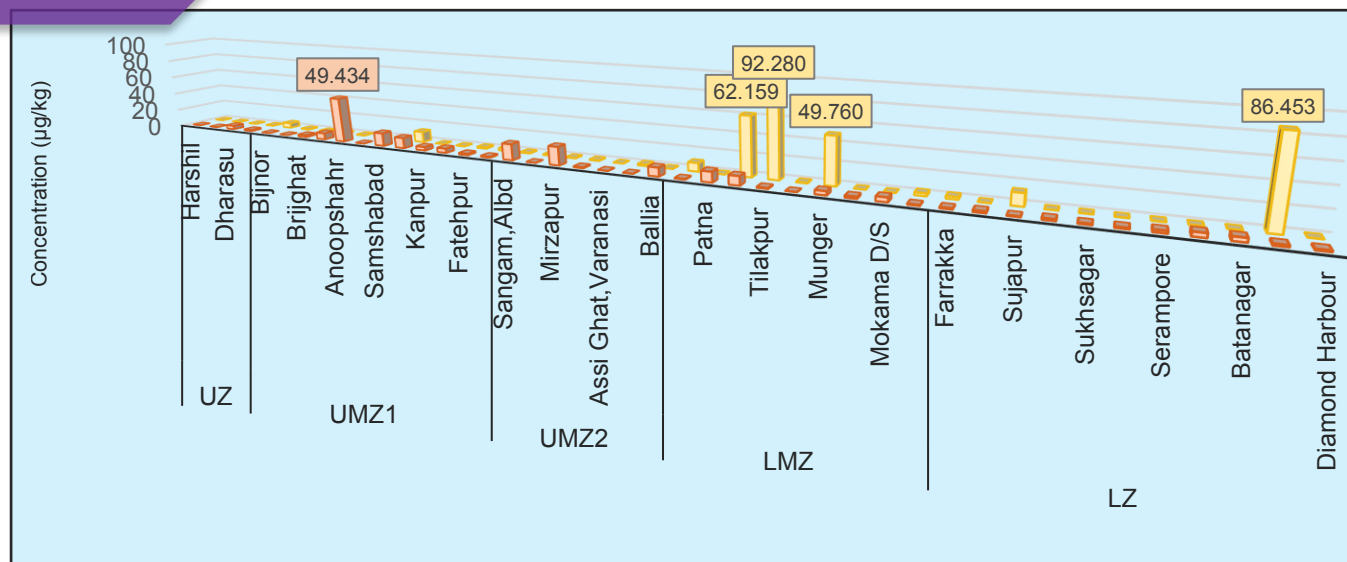 Concentration (µg/kg)
100
80
60
40
20
0
49.434
62.159
92.280
49.760
86.453
Harshil
Dharasu
Bijnor
Brijghat
Anoopshahr
Samshabad
Kanpur
Fatehpur
Sangam,Albd
Mirzapur
Assi Ghat,Varanasi
Ballia
Patna
Tilakpur
Munger
Mokama D/S
Farrakka
Sujapur
Sukhsagar
Serampore
Batanagar
Diamond Harbour
UZ
UMZ1
UMZ2
LMZ
LZ